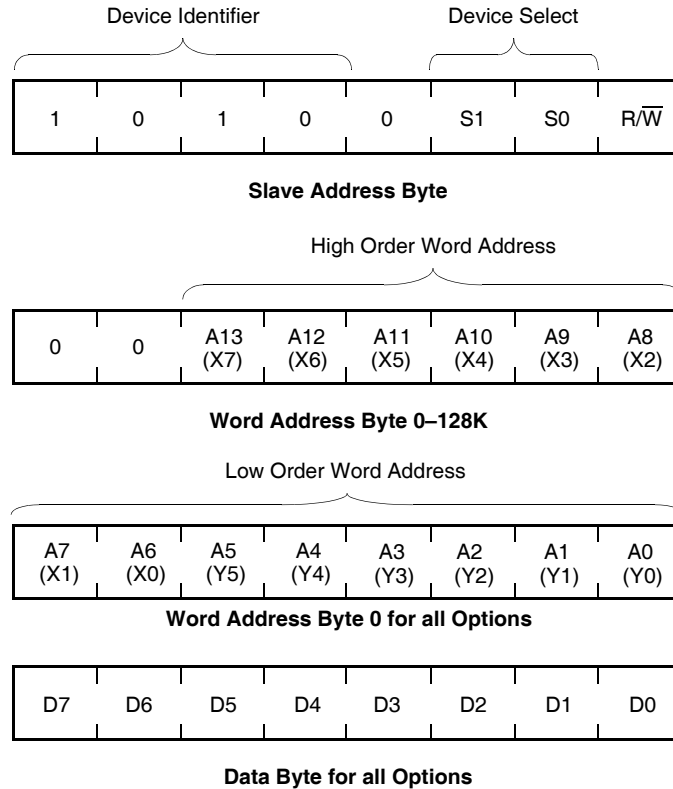 Device Identifier Device Select
1 0 1 0 0 S1 S0 R/W̅
Slave Address Byte
High Order Word Address
0 0 A13 A12 A11 A10 A9 A8
(X7) (X6) (X5) (X4) (X3) (X2)
Word Address Byte 0–128K
Low Order Word Address
A7 A6 A5 A4 A3 A2 A1 A0
(X1) (X0) (Y5) (Y4) (Y3) (Y2) (Y1) (Y0)
Word Address Byte 0 for all Options
D7 D6 D5 D4 D3 D2 D1 D0
Data Byte for all Options